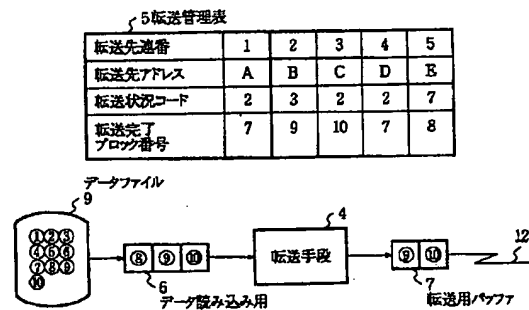 5転送管理表
転送先連番 1 2 3 4 5
転送先アドレス A B C D E
転送状況コード 2 3 2 2 7
転送完了
ブロック番号 7 9 10 7 8
データファイル
9
①②③
④⑤⑥
⑦⑧⑨
⑩
⑧ ⑨ ⑩
6
データ読み込み用
4
転送手段
⑨ ⑩
7
転送用バッファ
12